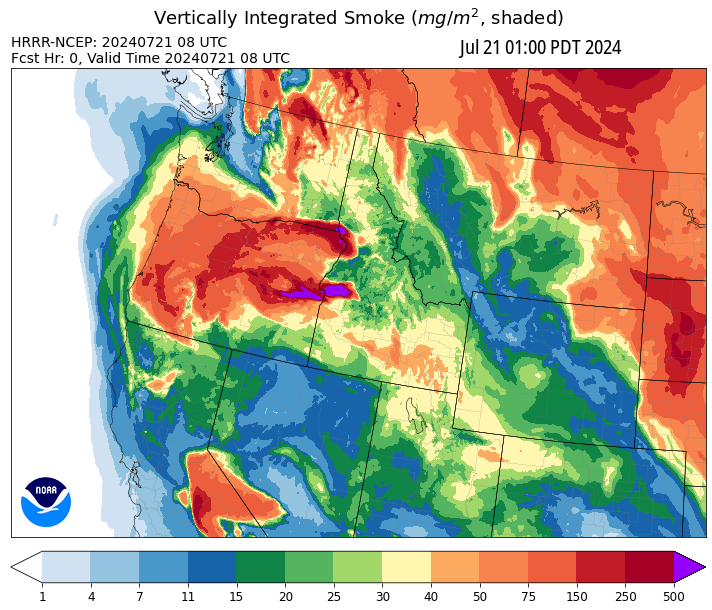 Vertically Integrated Smoke (mg/m², shaded)
HRRR-NCEP: 20240721 08 UTC
Jul 21 01:00 PDT 2024
Fcst Hr: 0, Valid Time 20240721 08 UTC
NOAA
1 4 7 11 15 20 25 30 40 50 75 150 250 500